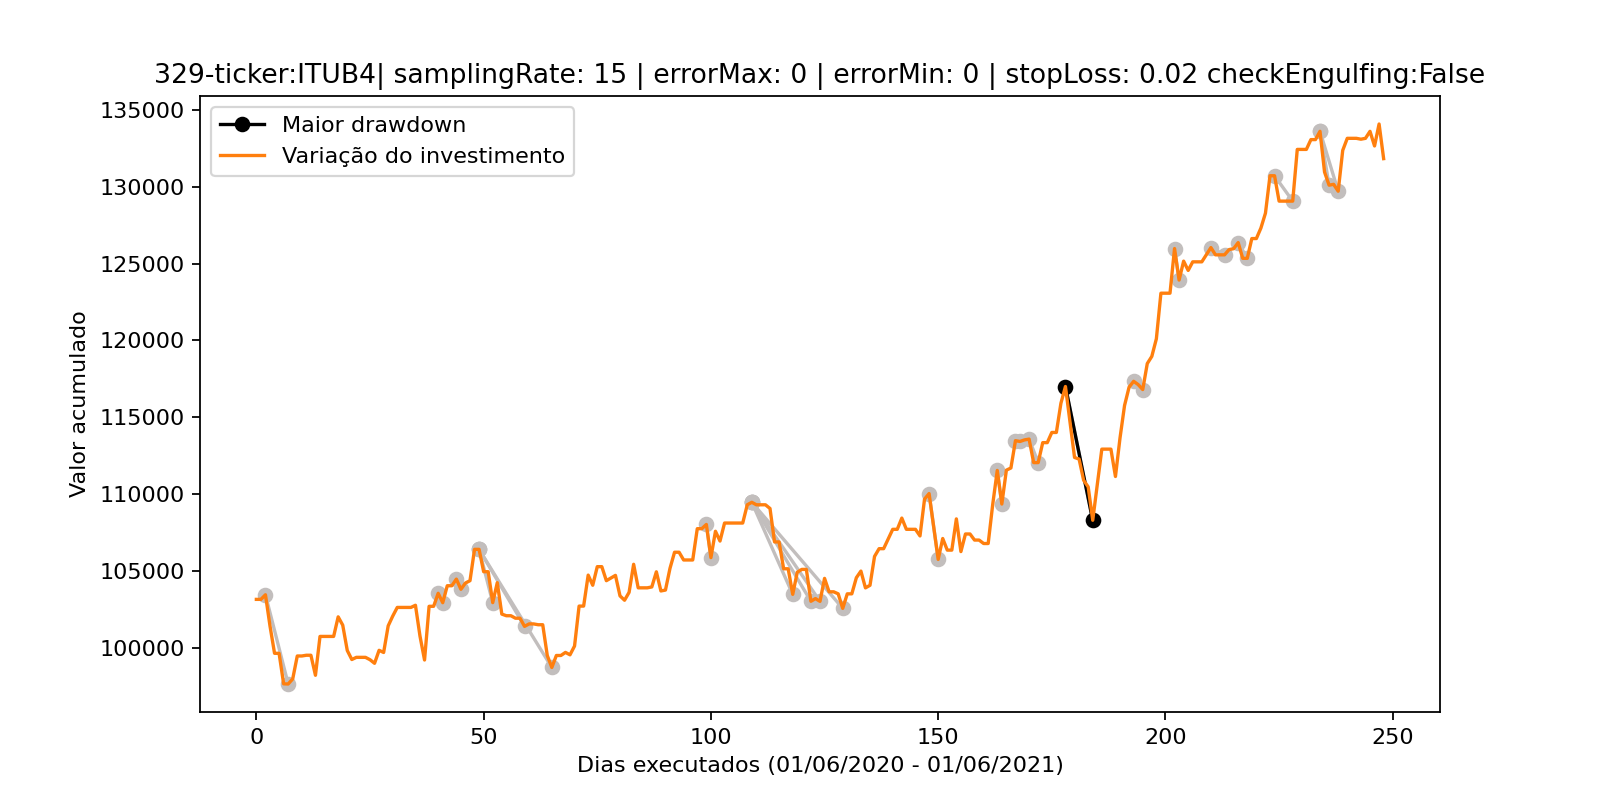 329-ticker:ITUB4| samplingRate: 15 | errorMax: 0 | errorMin: 0 | stopLoss: 0.02 checkEngulfing:False
Maior drawdown
Variação do investimento
Valor acumulado
135000
130000
125000
120000
115000
110000
105000
100000
0 50 100 150 200 250
Dias executados (01/06/2020 - 01/06/2021)